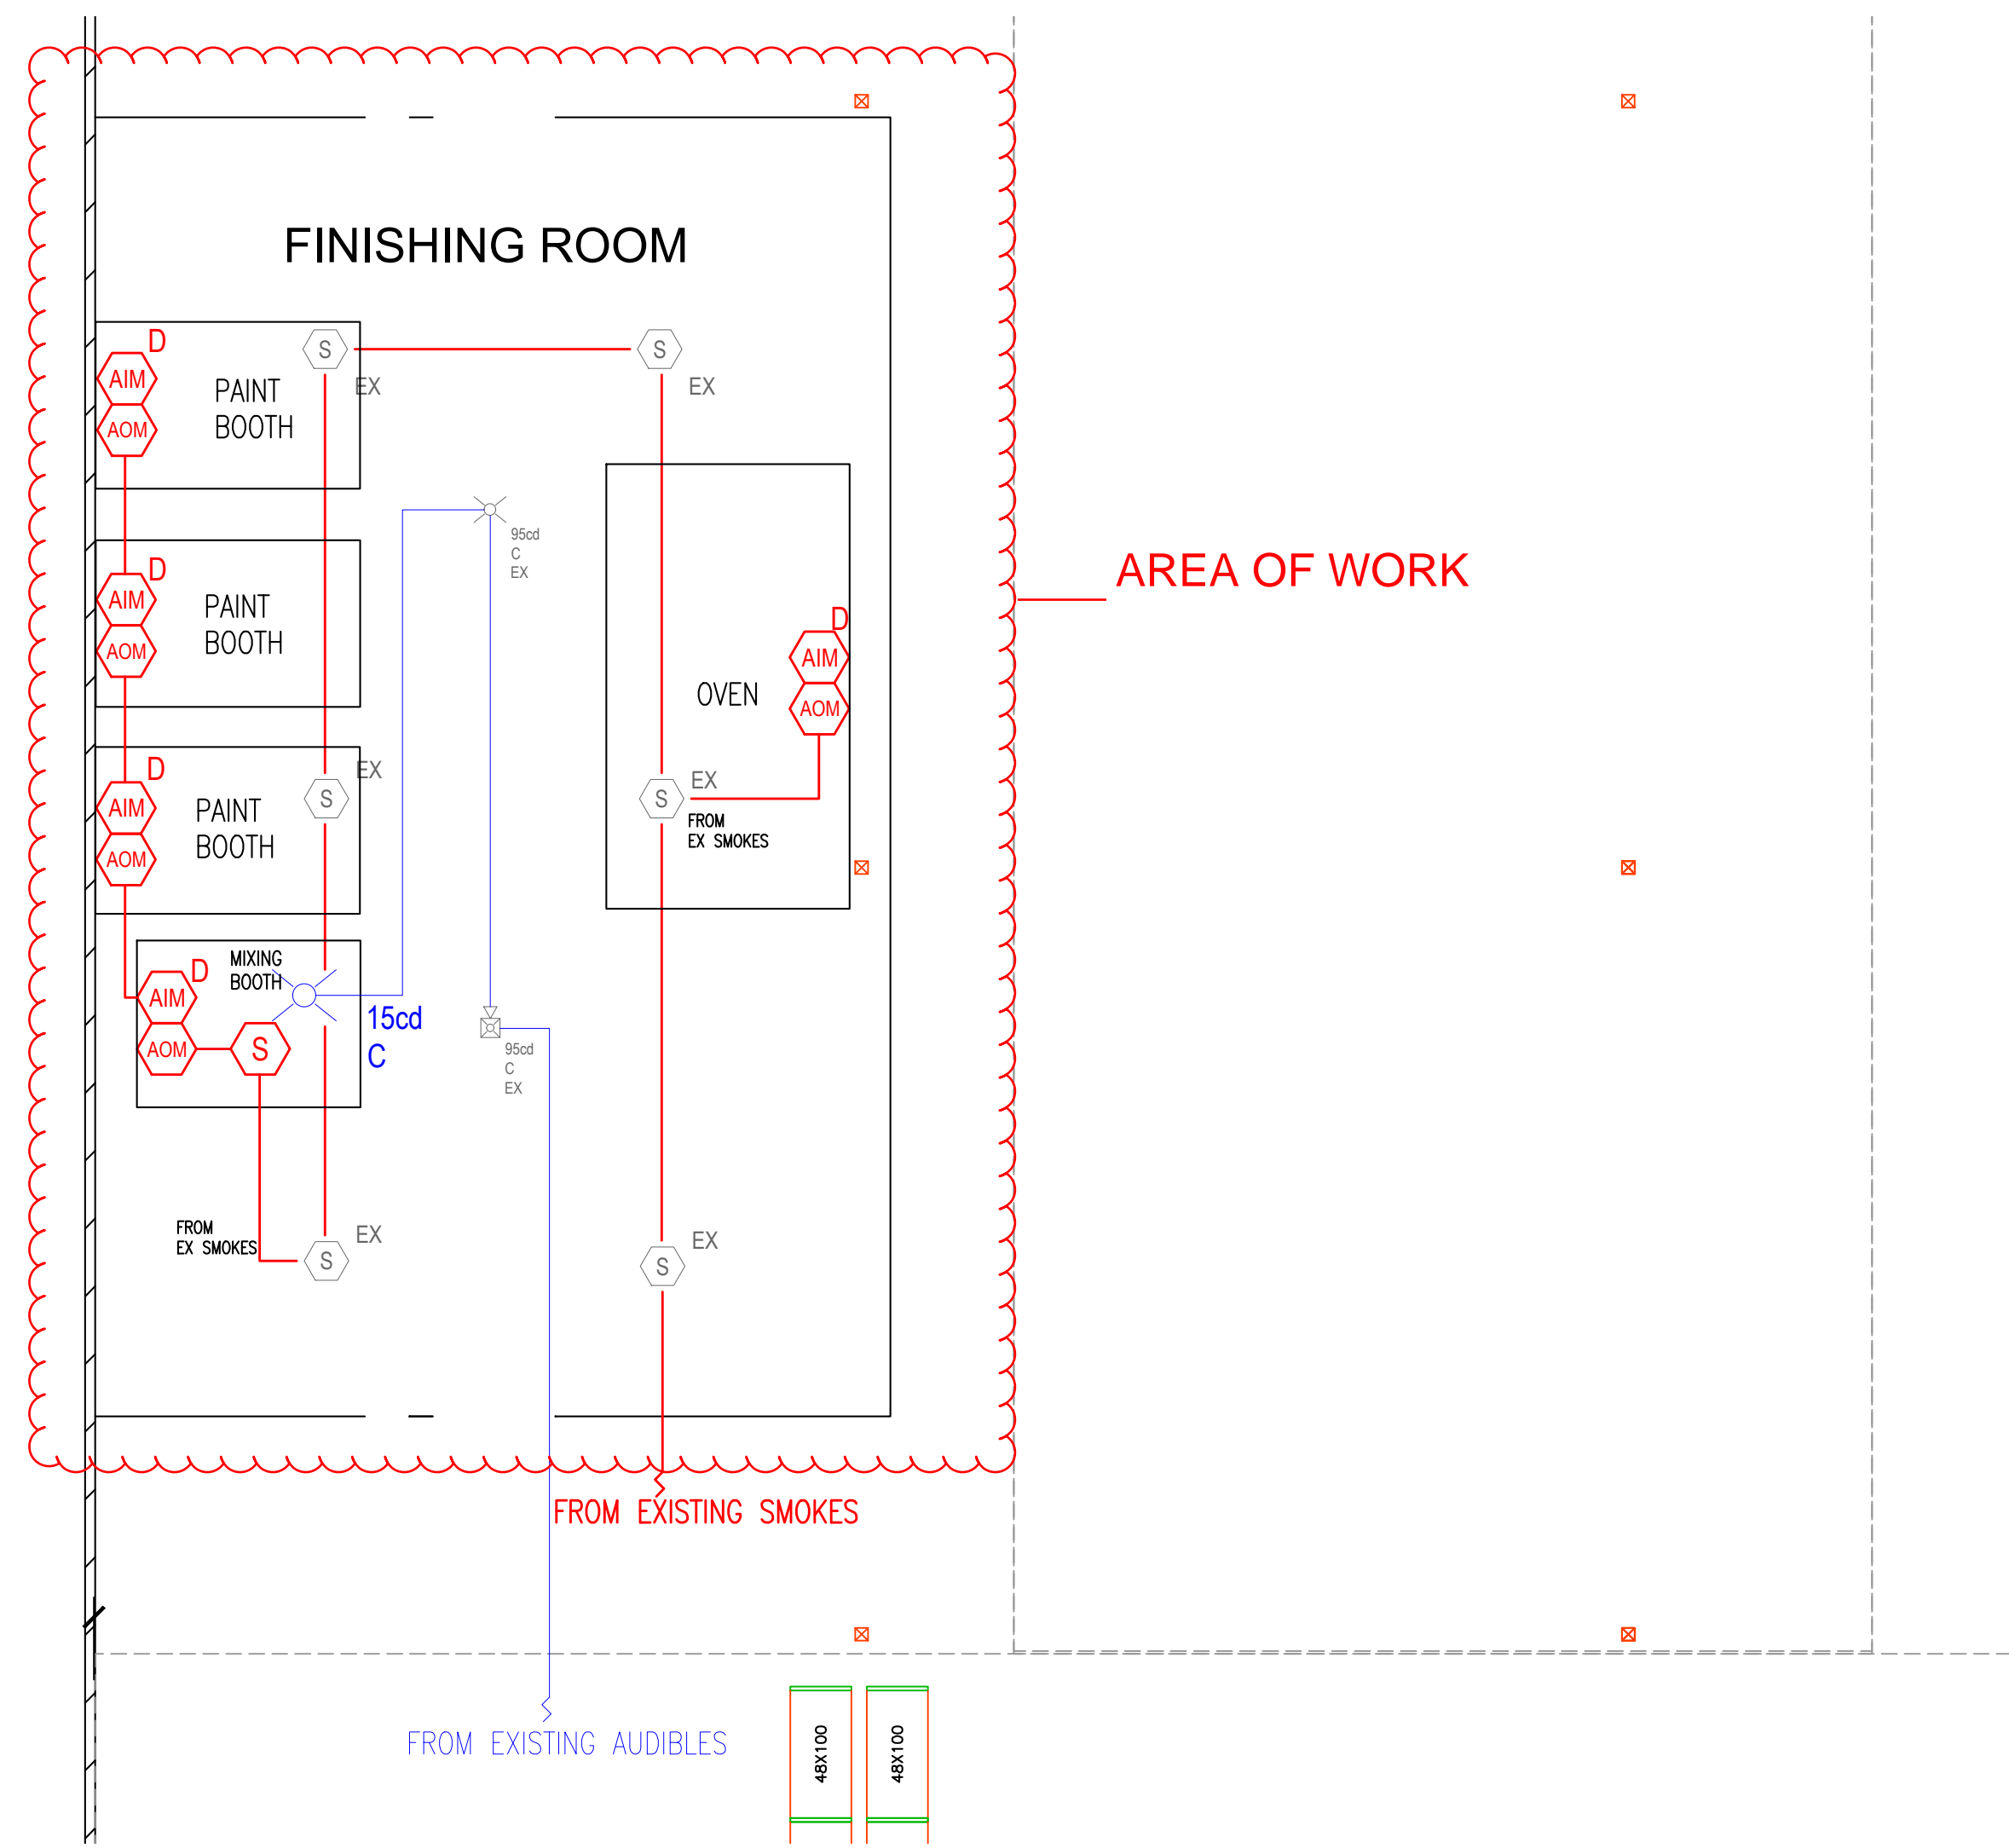 FINISHING ROOM
D
AIM
AOM
PAINT
BOOTH
S
EX
S
EX
95cd
C
EX
D
AIM
AOM
PAINT
BOOTH
AREA OF WORK
D
AIM
AOM
OVEN
D
AIM
AOM
PAINT
BOOTH
EX
S
EX
S
FROM
EX SMOKES
MIXING
BOOTH
D
AIM
AOM
S
15cd
C
95cd
C
EX
FROM
EX SMOKES
EX
S
EX
S
FROM EXISTING SMOKES
FROM EXISTING AUDIBLES
48X100
48X100